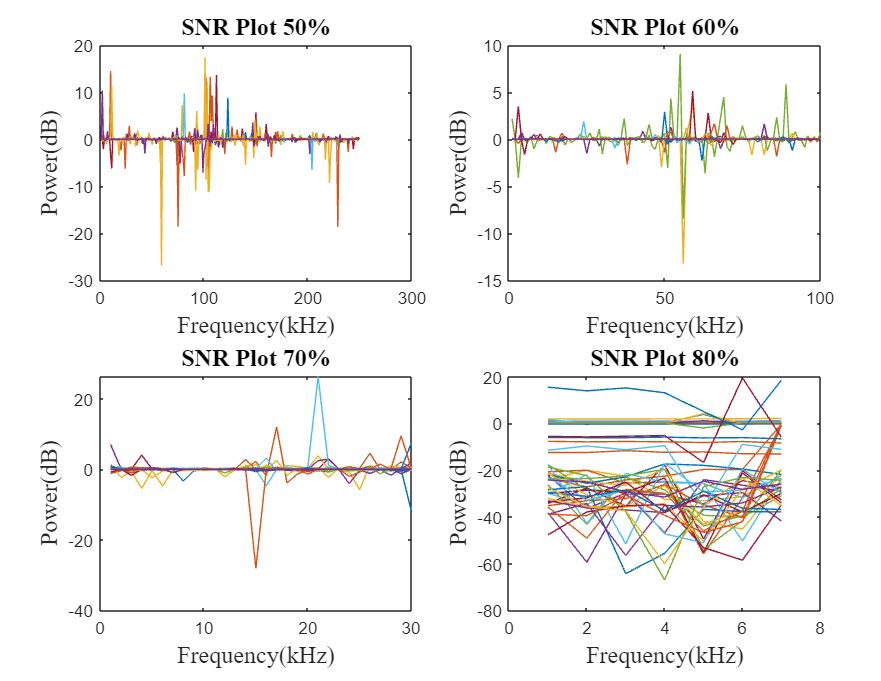 SNR Plot 50%
20
10
0
-10
-20
-30
0 100 200 300
Power(dB)
Frequency(kHz)
SNR Plot 60%
10
5
0
-5
-10
-15
0 50 100
Power(dB)
Frequency(kHz)
SNR Plot 70%
20
0
-20
-40
0 10 20 30
Power(dB)
Frequency(kHz)
SNR Plot 80%
20
0
-20
-40
-60
-80
0 2 4 6 8
Power(dB)
Frequency(kHz)